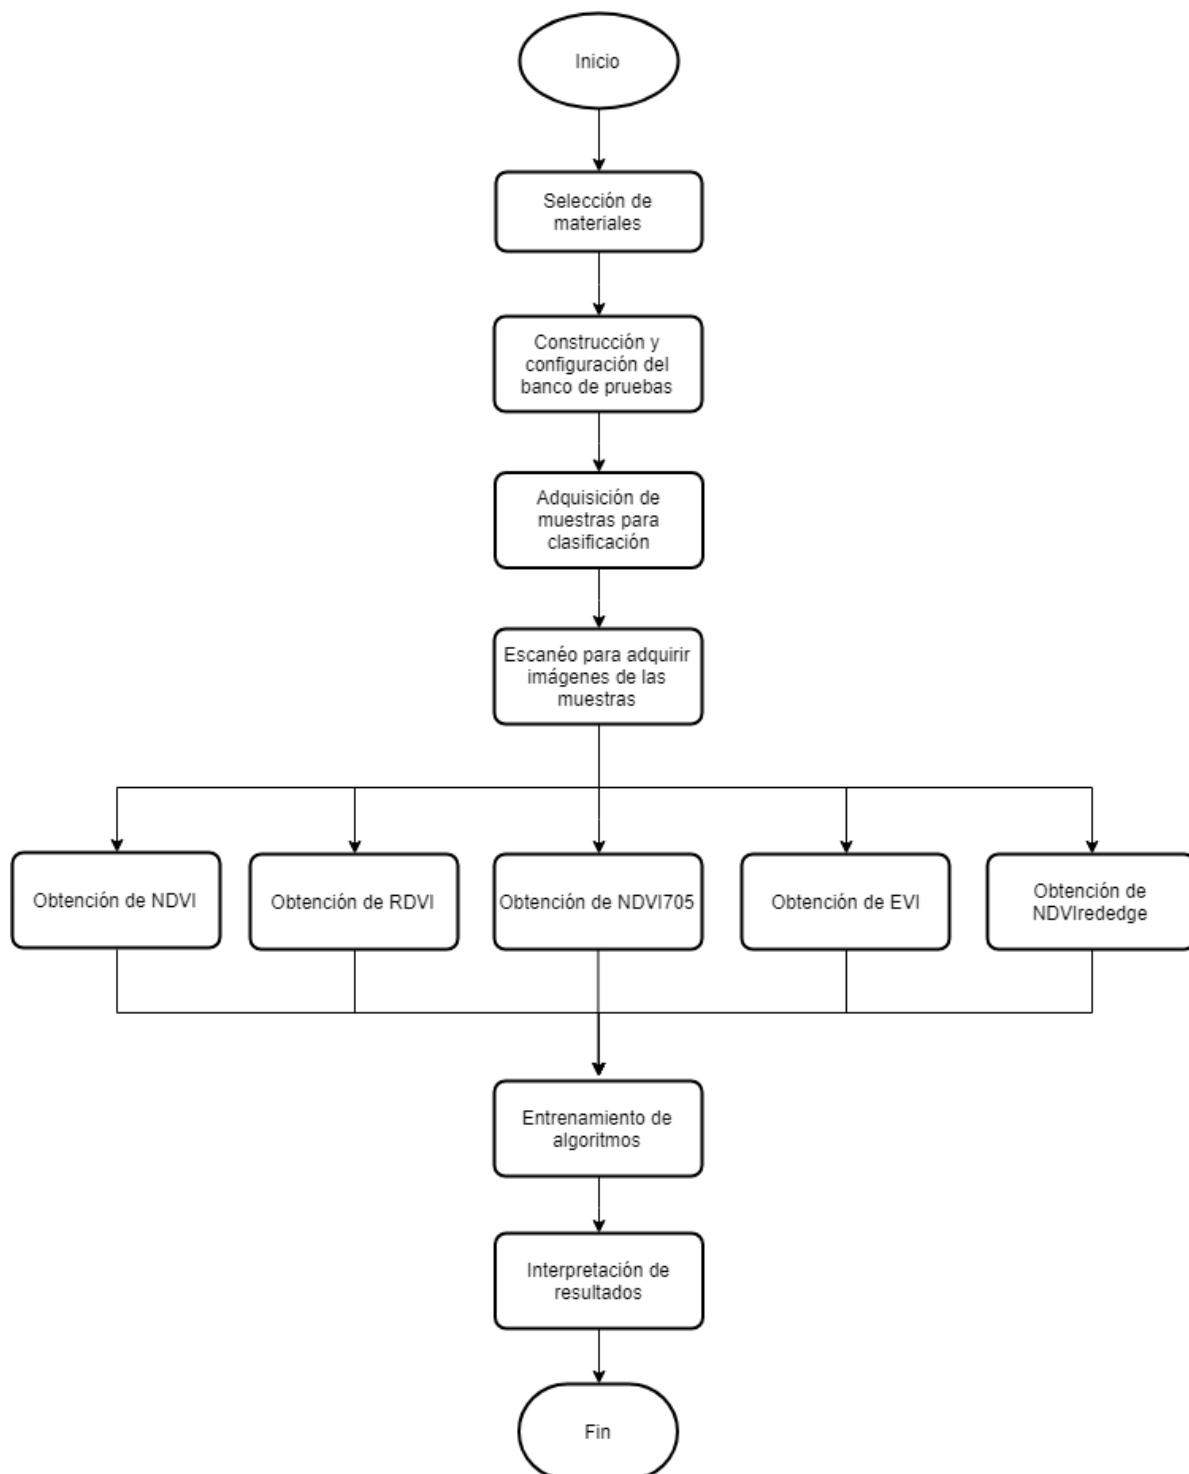 Inicio
Selección de
materiales
Construcción y
configuración del
banco de pruebas
Adquisición de
muestras para
clasificación
Escanéo para adquirir
imágenes de las
muestras
Obtención de NDVI
Obtención de RDVI
Obtención de NDVI705
Obtención de EVI
Obtención de
NDVIrededge
Entrenamiento de
algoritmos
Interpretación de
resultados
Fin